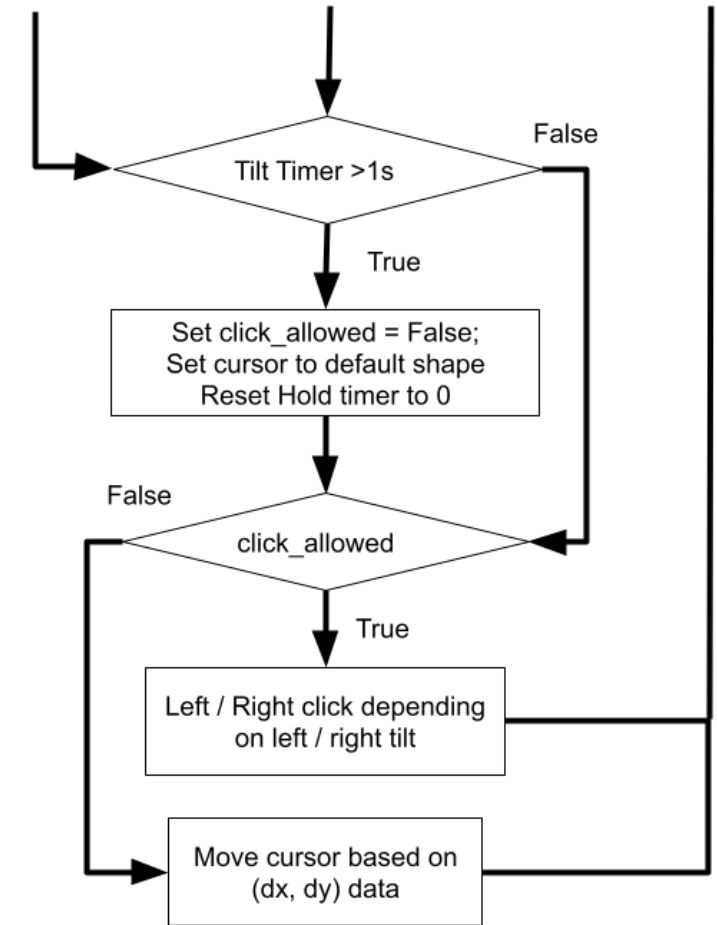 False
Tilt Timer >1s
True
Set click_allowed = False;
Set cursor to default shape
Reset Hold timer to 0
False
click_allowed
True
Left / Right click depending
on left / right tilt
Move cursor based on
(dx, dy) data